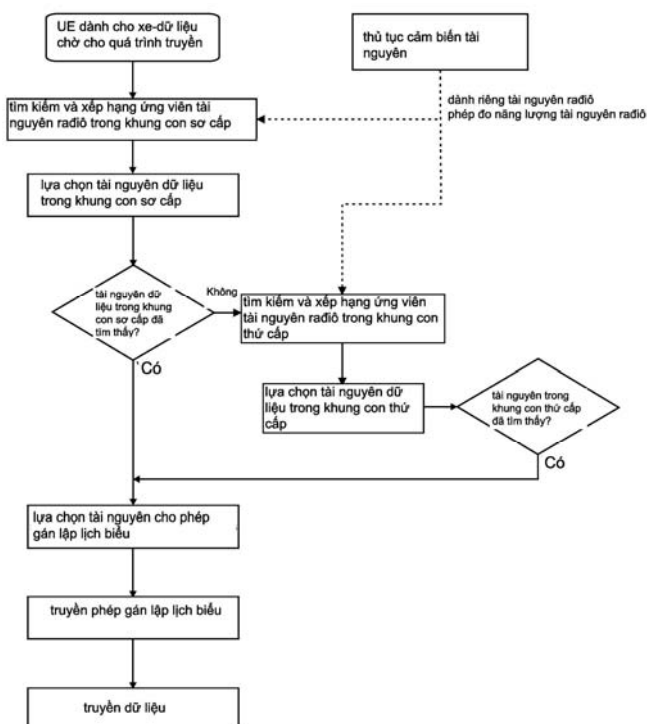 UE dành cho xe-dữ liệu
chờ cho quá trình truyền
thủ tục cảm biến tài
nguyên
dành riêng tài nguyên rađiô
phép đo năng lượng tài nguyên rađiô
tìm kiếm và xếp hạng ứng viên tài
nguyên rađiô trong khung con sơ cấp
lựa chọn tài nguyên dữ liệu
trong khung con sơ cấp
tài nguyên dữ
liệu trong khung
con sơ cấp đã
tìm thấy?
Không
tìm kiếm và xếp hạng ứng viên
tài nguyên rađiô trong khung con
thứ cấp
Có
lựa chọn tài nguyên dữ
liệu trong khung con thứ
cấp
tài nguyên trong
khung con thứ cấp
đã tìm thấy?
Có
lựa chọn tài nguyên cho phép
gán lập lịch biểu
truyền phép gán lập lịch biểu
truyền dữ liệu